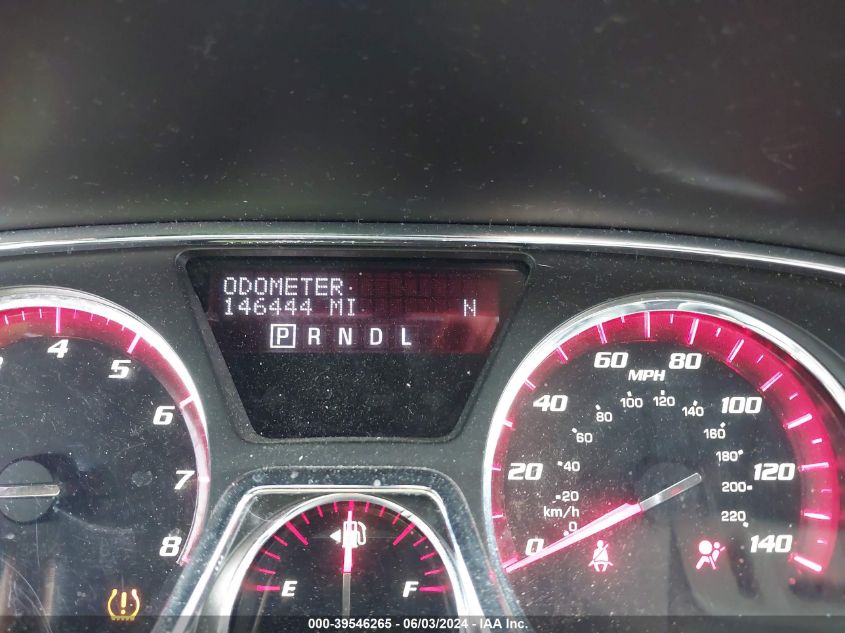 ODOMETER
146444 MI N
P R N D L
4 5 6 7 8
E F
MPH
0 20 40 60 80 100 120 140
km/h
0 20 40 60 80 100 120 140 160 180 200 220
000-39546265 - 06/03/2024 - IAA Inc.